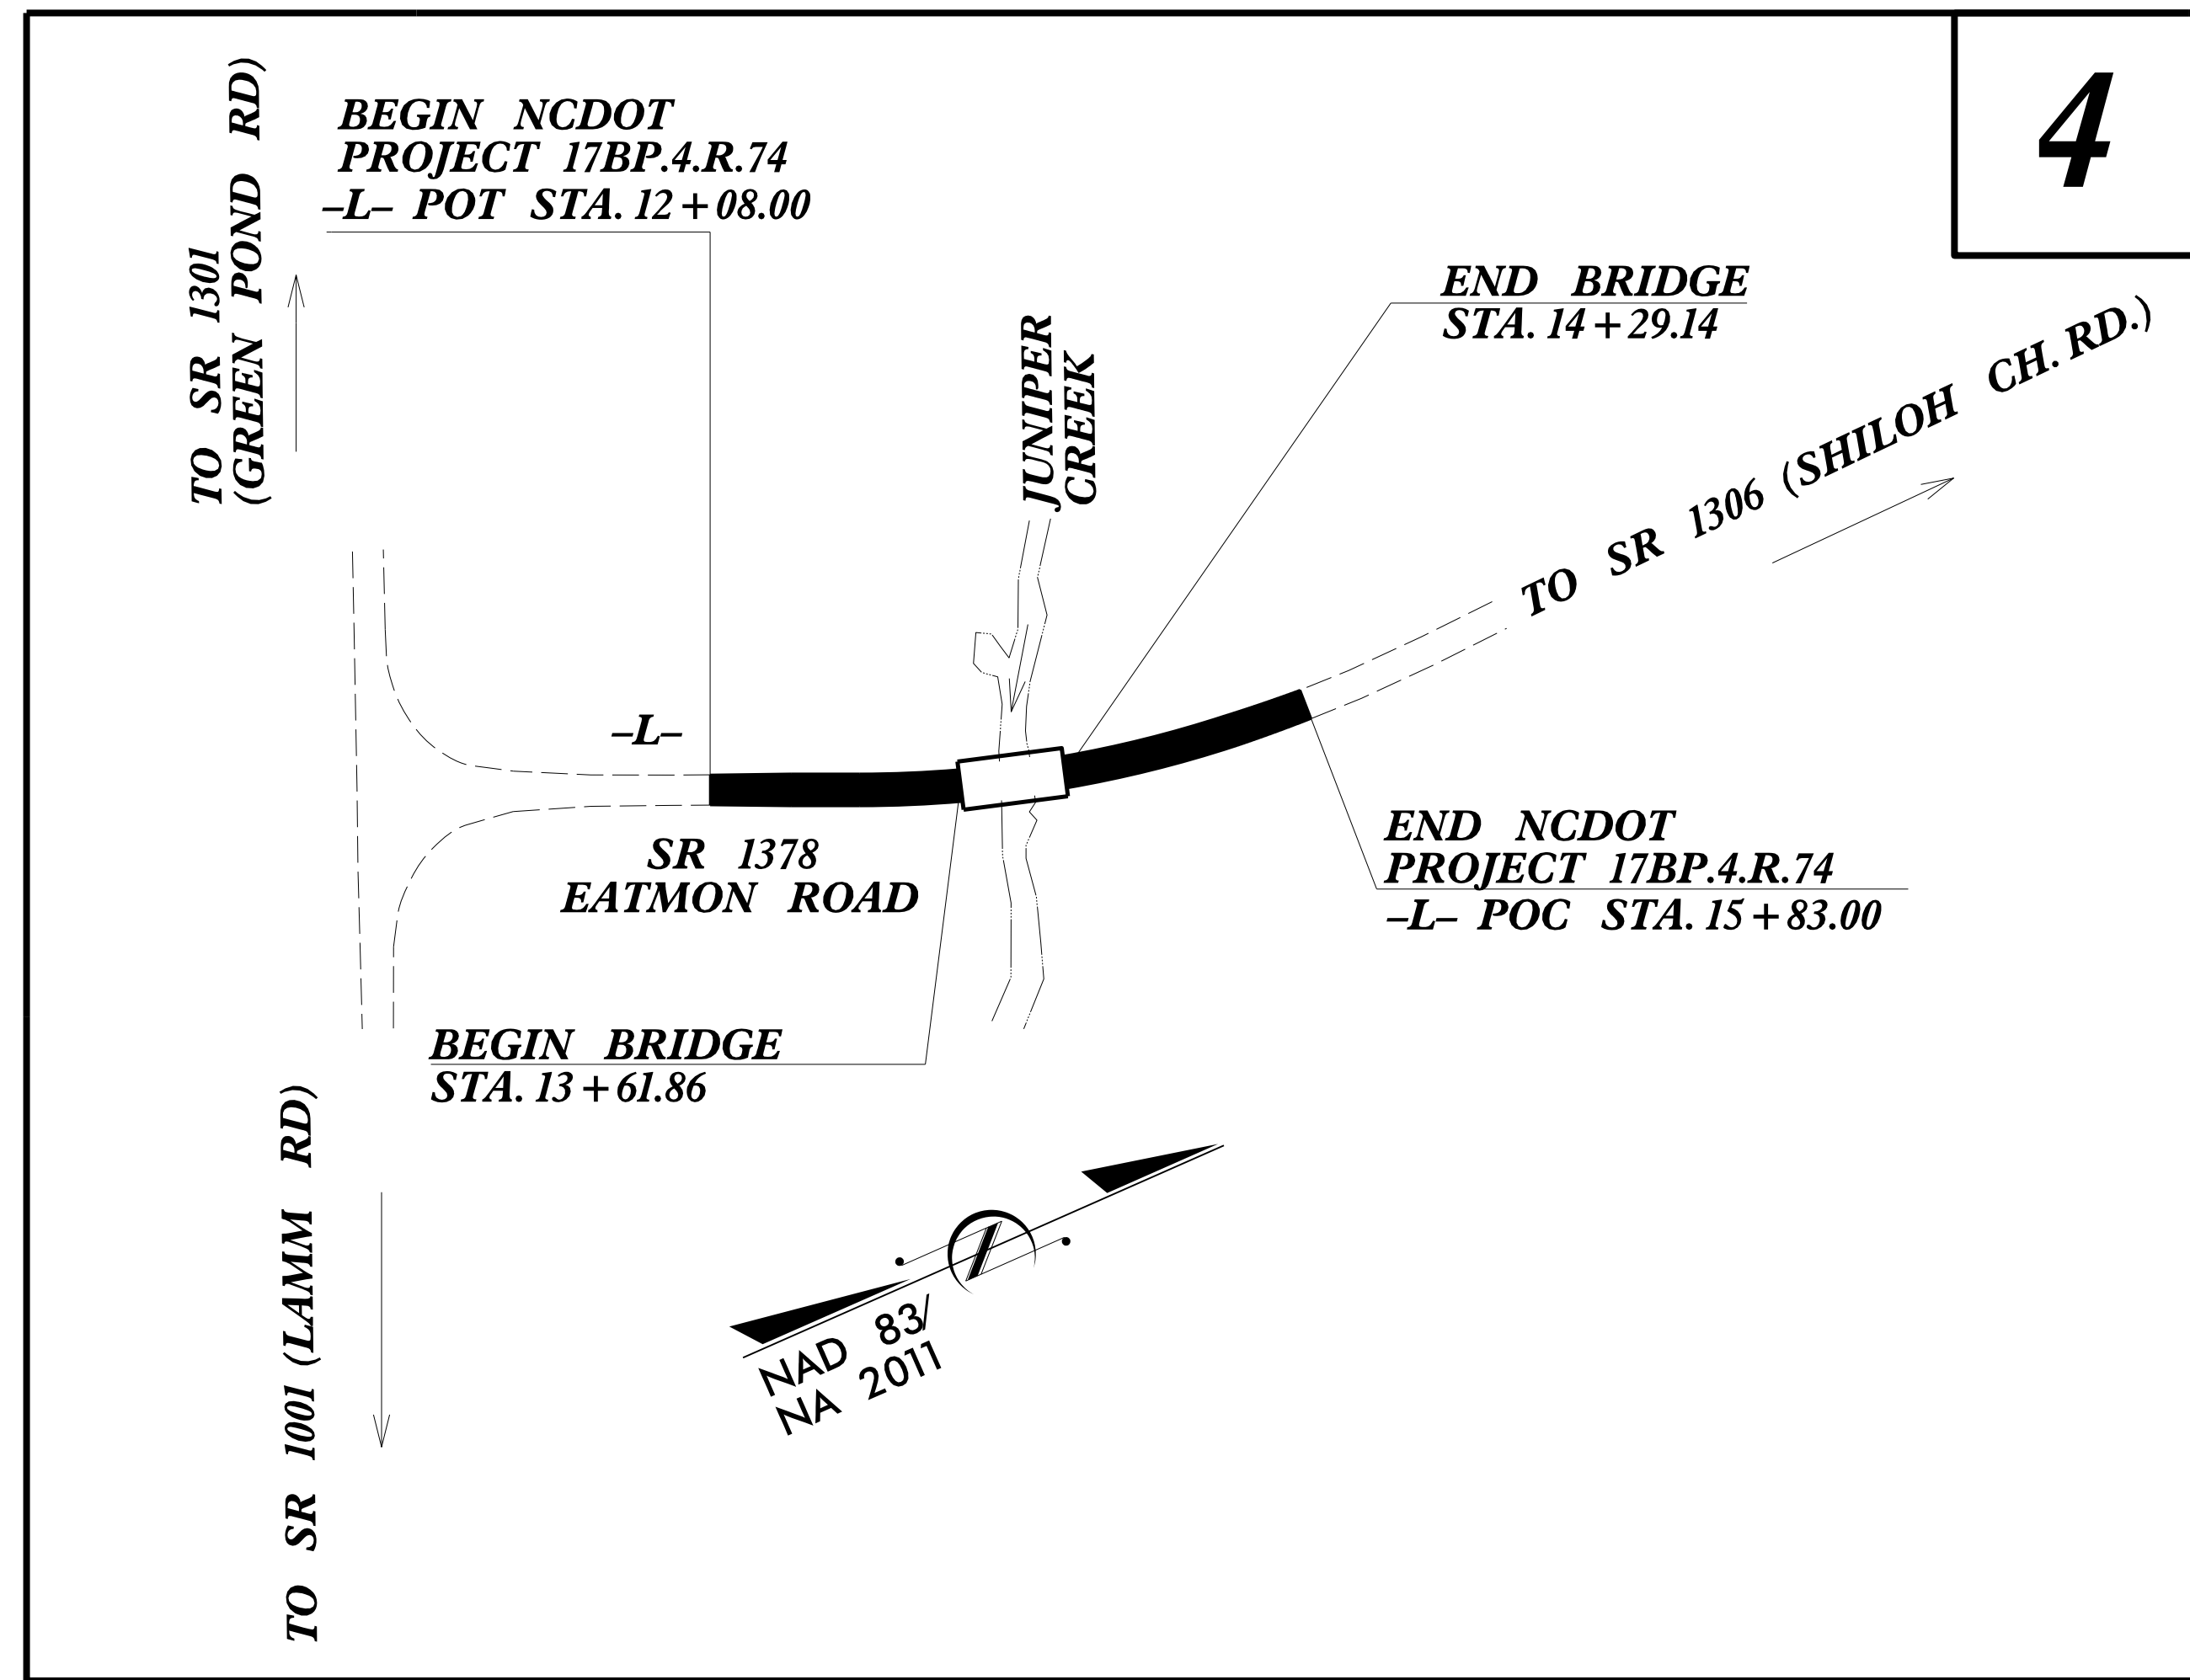 4
BEGIN NCDOT
PROJECT 17BP.4.R.74
-L- POT STA. 12+08.00
TO SR 1301
(GREEN POND RD)
END BRIDGE
STA. 14+29.14
JUNIPER
CREEK
TO SR 1306 (SHILOH CH. RD.)
-L-
SR 1378
EATMON ROAD
END NCDOT
PROJECT 17BP.4.R.74
-L- POC STA. 15+83.00
BEGIN BRIDGE
STA. 13+61.86
TO SR 1001 (LAMM RD)
NAD 83/
NA 2011